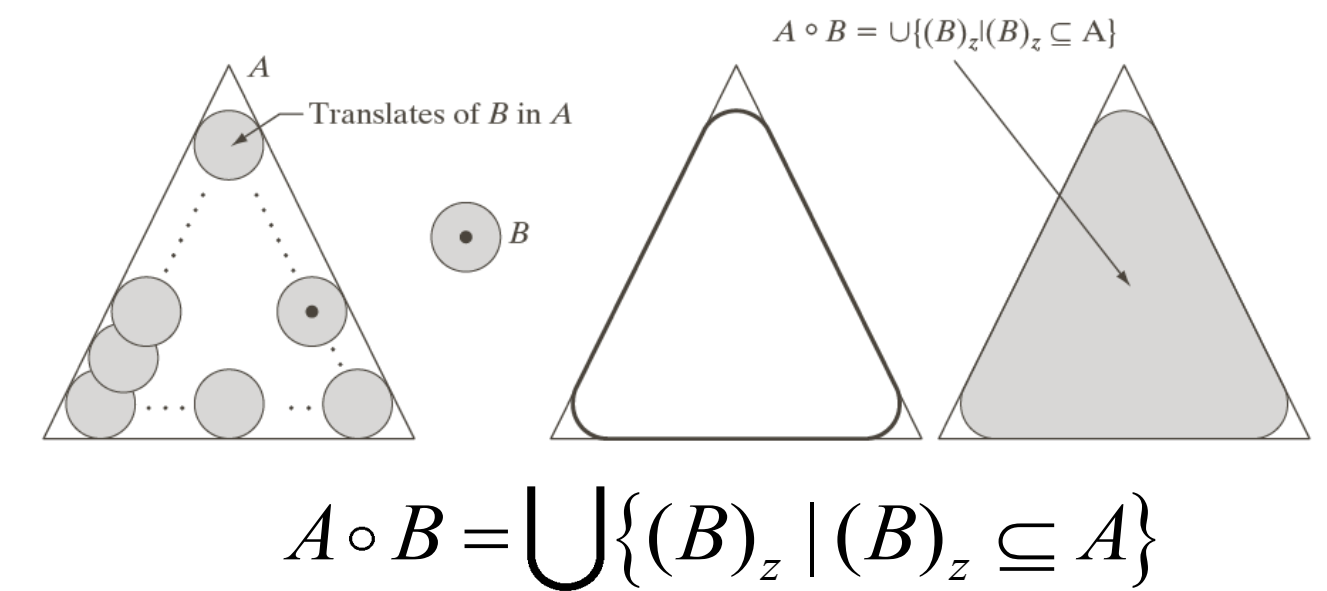 A ∘ B = ∪{(B)z|(B)z ⊆ A}
A
Translates of B in A
B
A ∘ B = ⋃{(B)z | (B)z ⊆ A}